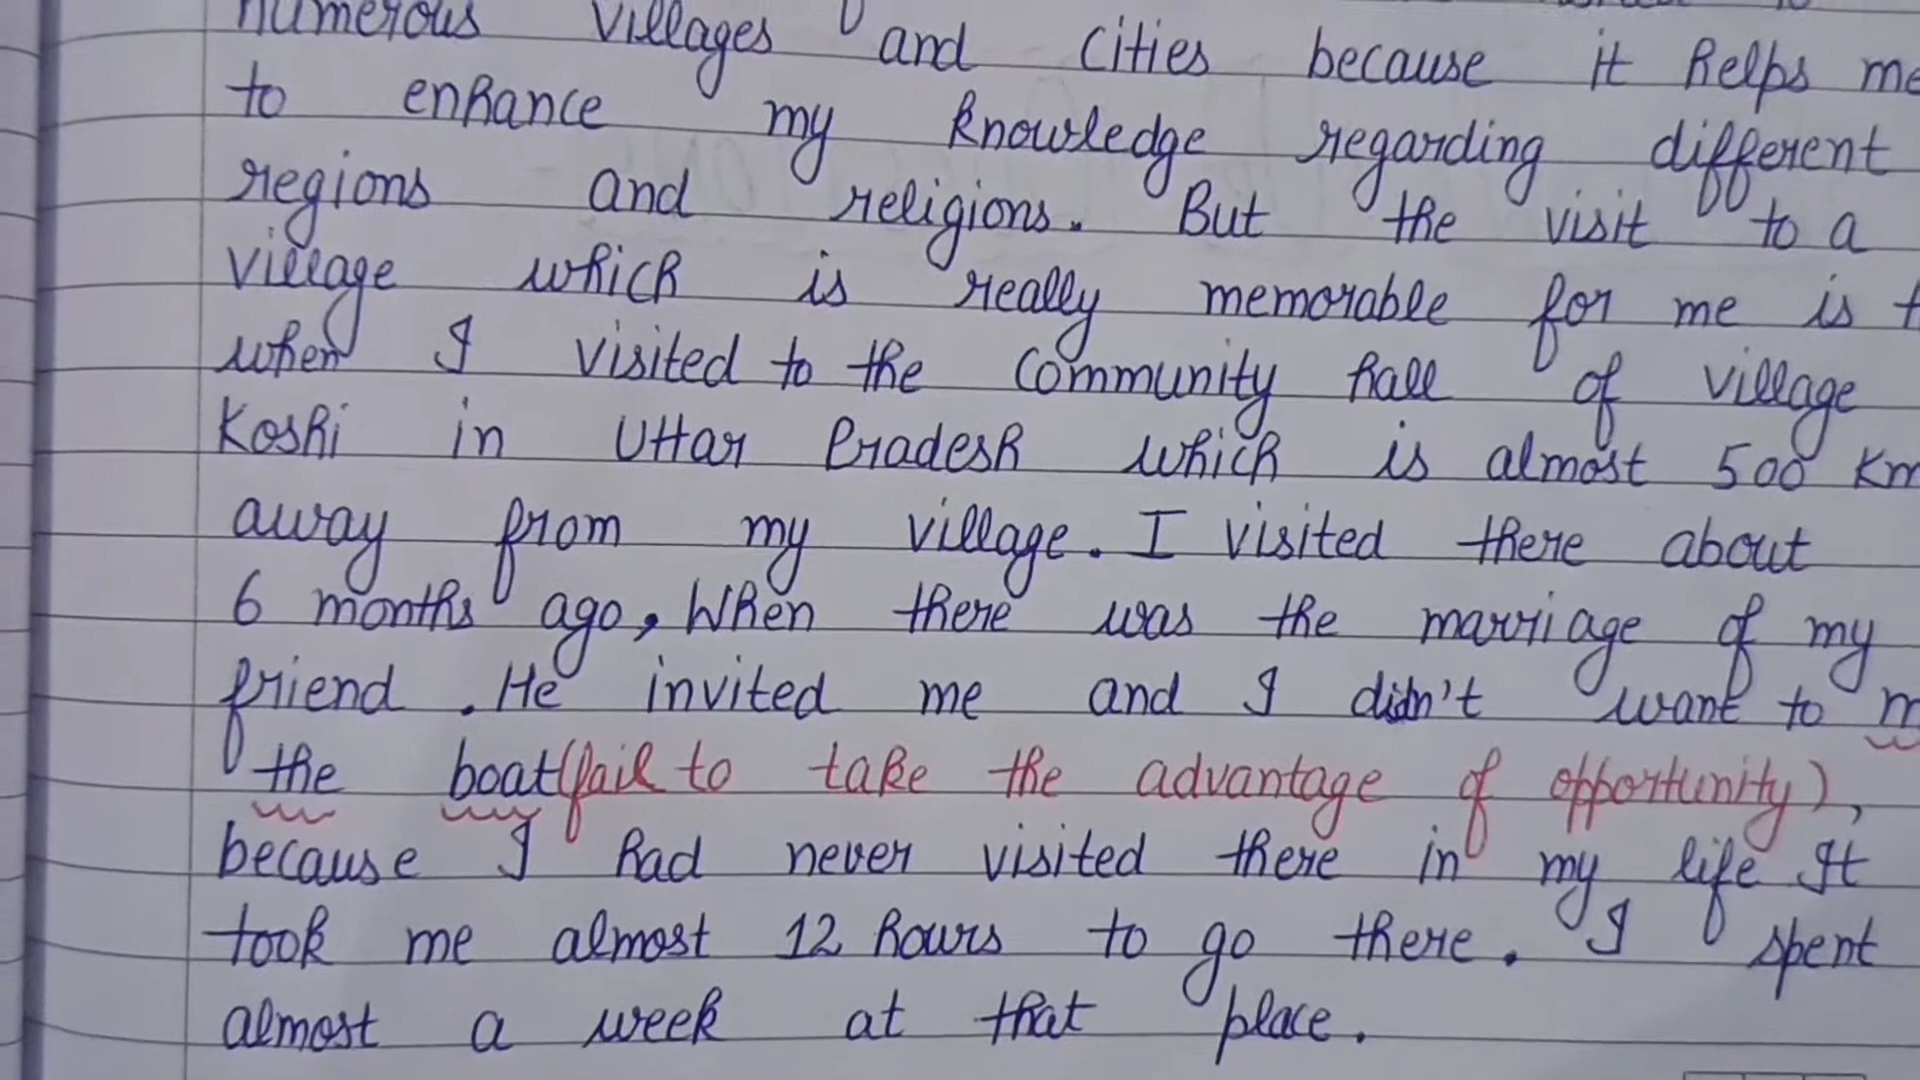 numerous villages and cities because it helps me
to enhance my knowledge regarding different
regions and religions. But the visit to a
village which is really memorable for me is
when I visited to the community hall of village
Koshi in Uttar Pradesh which is almost 500 Km
away from my village. I visited there about
6 months ago, When there was the marriage of my
friend. He invited me and I didn't want to
the boat(fail to take the advantage of opportunity),
because I had never visited there in my life It
took me almost 12 hours to go there. I spent
almost a week at that place.